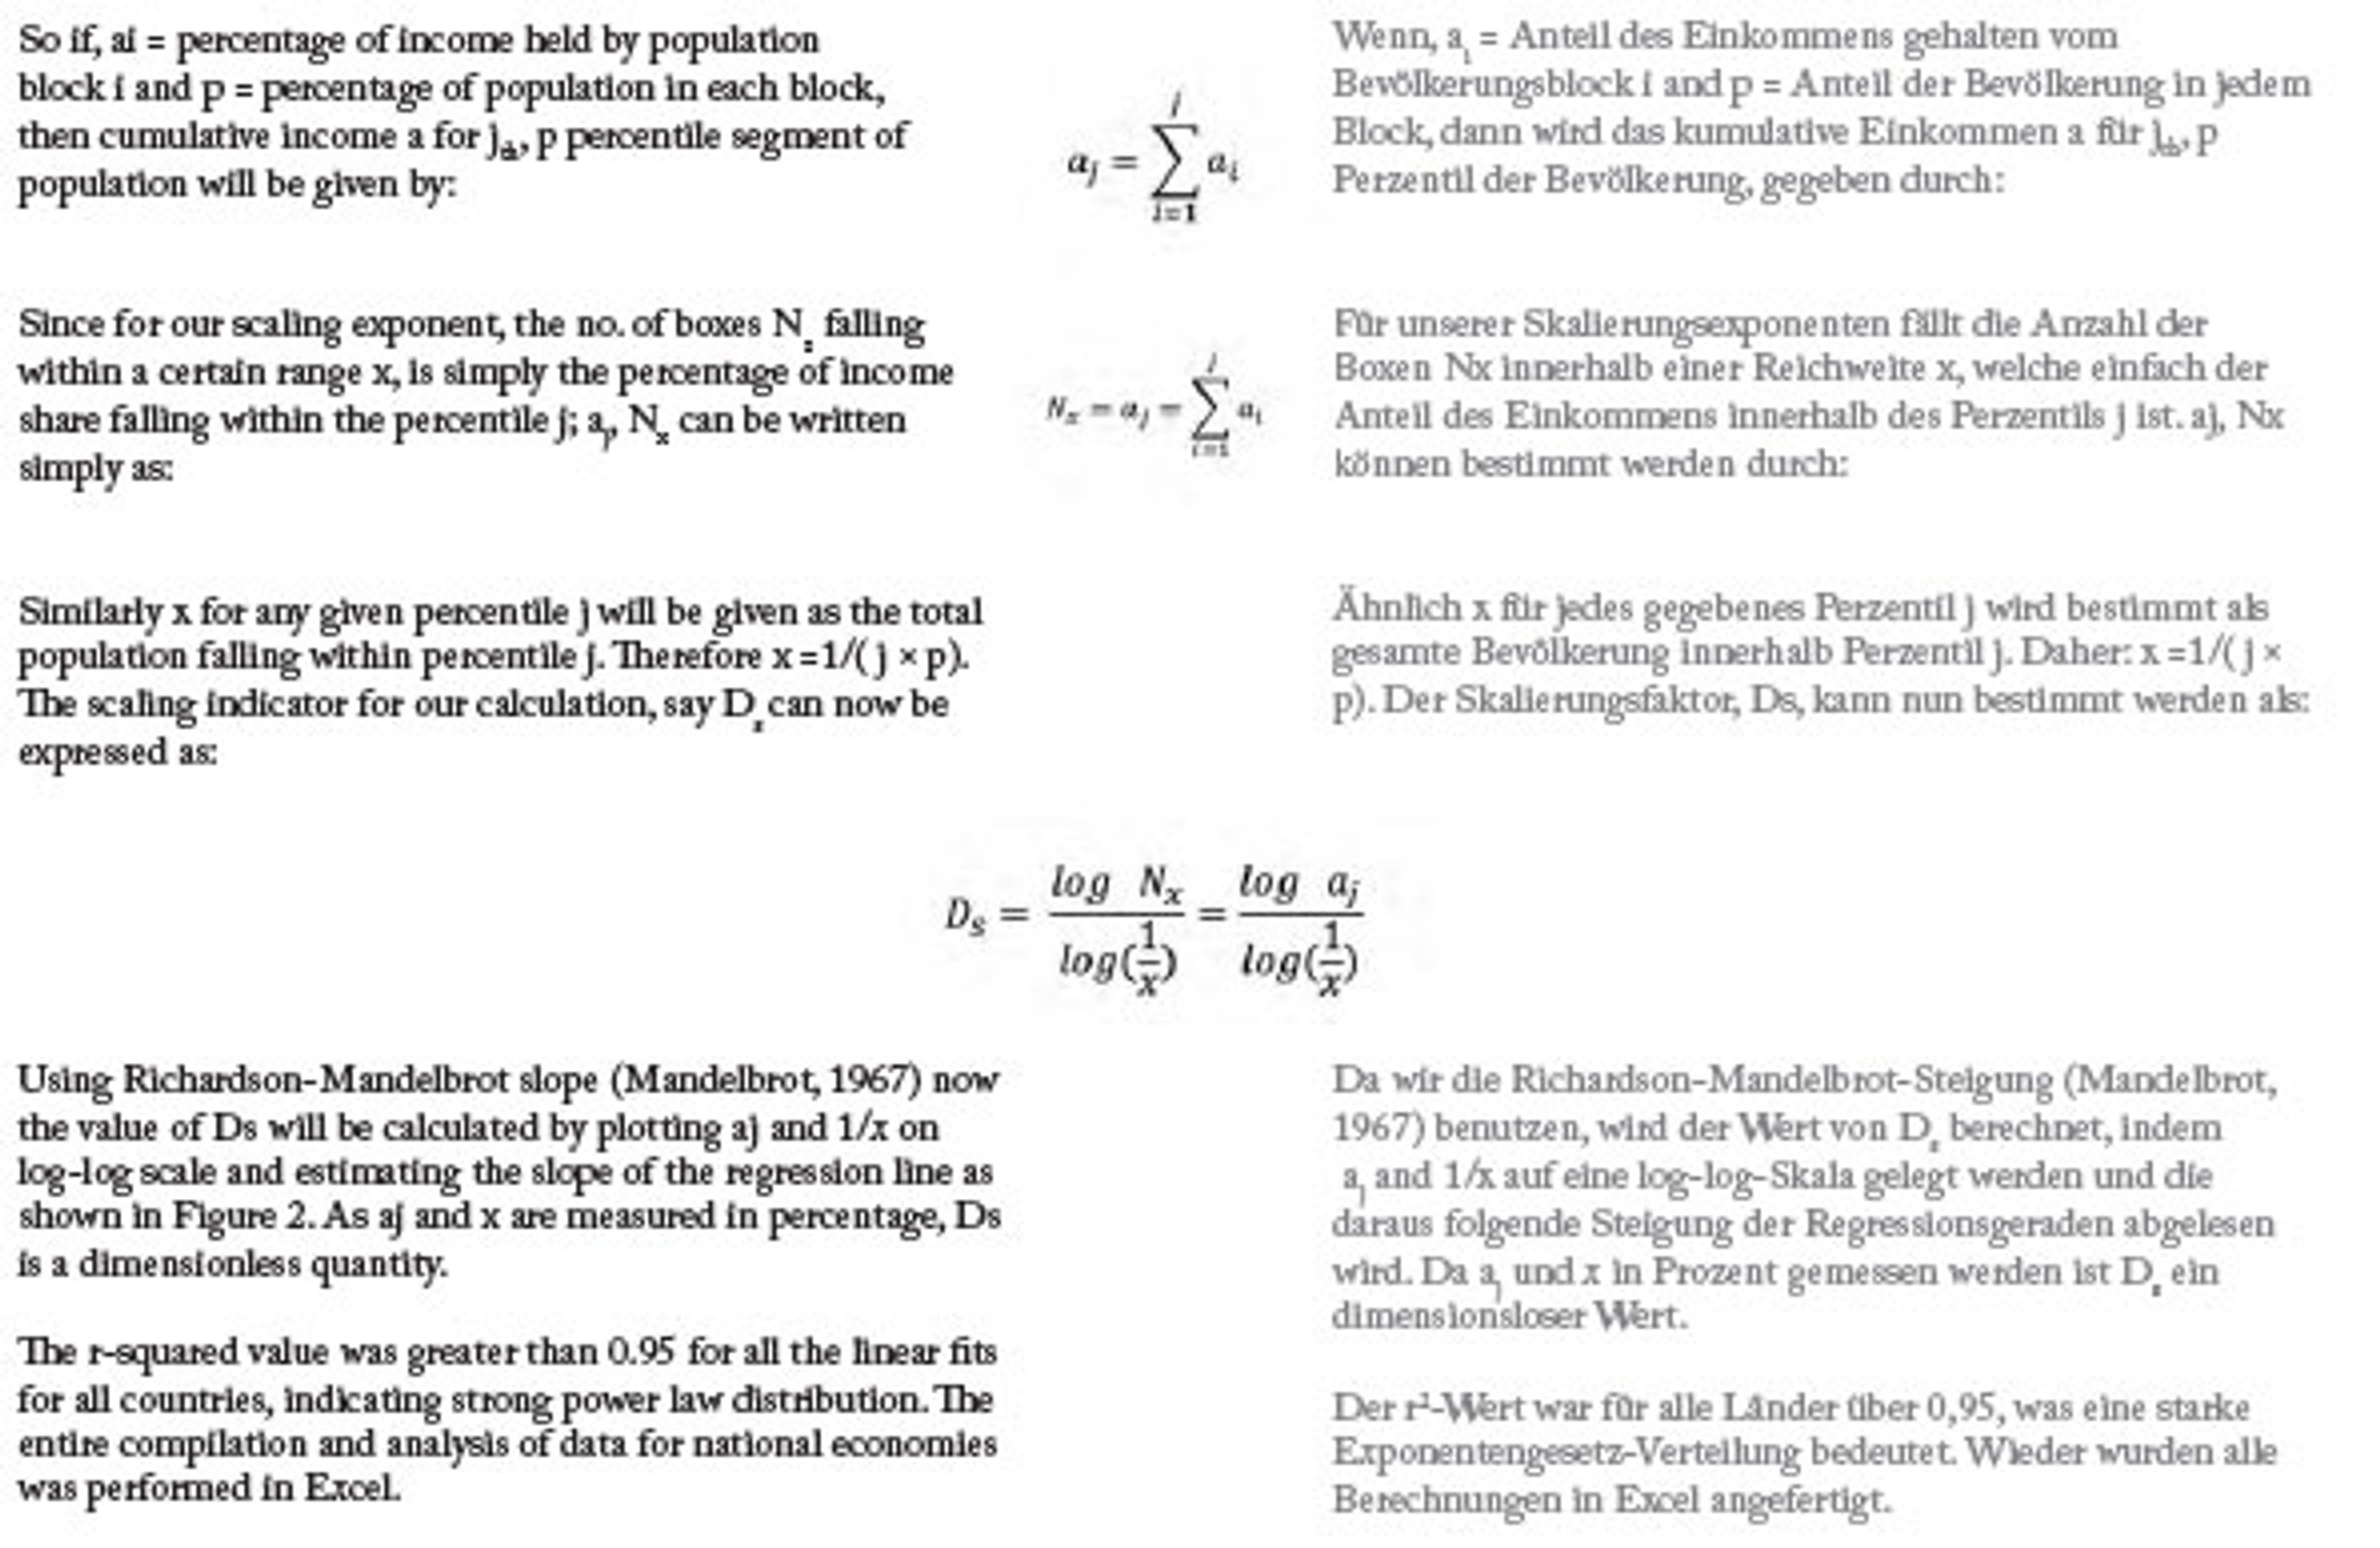 So if, ai = percentage of income held by population
block i and p = percentage of population in each block,
then cumulative income a for jth, p percentile segment of
population will be given by:
a_j = \sum_{i=1}^{j} a_i
Wenn, a_i = Anteil des Einkommens gehalten vom
Bevölkerungsblock i and p = Anteil der Bevölkerung in jedem
Block, dann wird das kumulative Einkommen a für jth, p
Perzentil der Bevölkerung, gegeben durch:
Since for our scaling exponent, the no. of boxes N_x falling
within a certain range x, is simply the percentage of income
share falling within the percentile j; a_j, N_x can be written
simply as:
N_x = a_j = \sum_{i=1}^{j} a_i
Für unserer Skalierungsexponenten fällt die Anzahl der
Boxen Nx innerhalb einer Reichweite x, welche einfach der
Anteil des Einkommens innerhalb des Perzentils j ist. aj, Nx
können bestimmt werden durch:
Similarly x for any given percentile j will be given as the total
population falling within percentile j. Therefore x =1/( j × p).
The scaling indicator for our calculation, say D_s can now be
expressed as:
Ähnlich x für jedes gegebenes Perzentil j wird bestimmt als
gesamte Bevölkerung innerhalb Perzentil j. Daher: x =1/( j ×
p). Der Skalierungsfaktor, Ds, kann nun bestimmt werden als:
D_s = \frac{log N_x}{log(\frac{1}{x})} = \frac{log a_j}{log(\frac{1}{x})}
Using Richardson-Mandelbrot slope (Mandelbrot, 1967) now
the value of Ds will be calculated by plotting aj and 1/x on
log-log scale and estimating the slope of the regression line as
shown in Figure 2. As aj and x are measured in percentage, Ds
is a dimensionless quantity.
The r-squared value was greater than 0.95 for all the linear fits
for all countries, indicating strong power law distribution. The
entire compilation and analysis of data for national economies
was performed in Excel.
Da wir die Richardson-Mandelbrot-Steigung (Mandelbrot,
1967) benutzen, wird der Wert von D_s berechnet, indem
a_j and 1/x auf eine log-log-Skala gelegt werden und die
daraus folgende Steigung der Regressionsgeraden abgelesen
wird. Da a_j und x in Prozent gemessen werden ist D_s ein
dimensionsloser Wert.
Der r²-Wert war für alle Länder über 0,95, was eine starke
Exponentengesetz-Verteilung bedeutet. Wieder wurden alle
Berechnungen in Excel angefertigt.